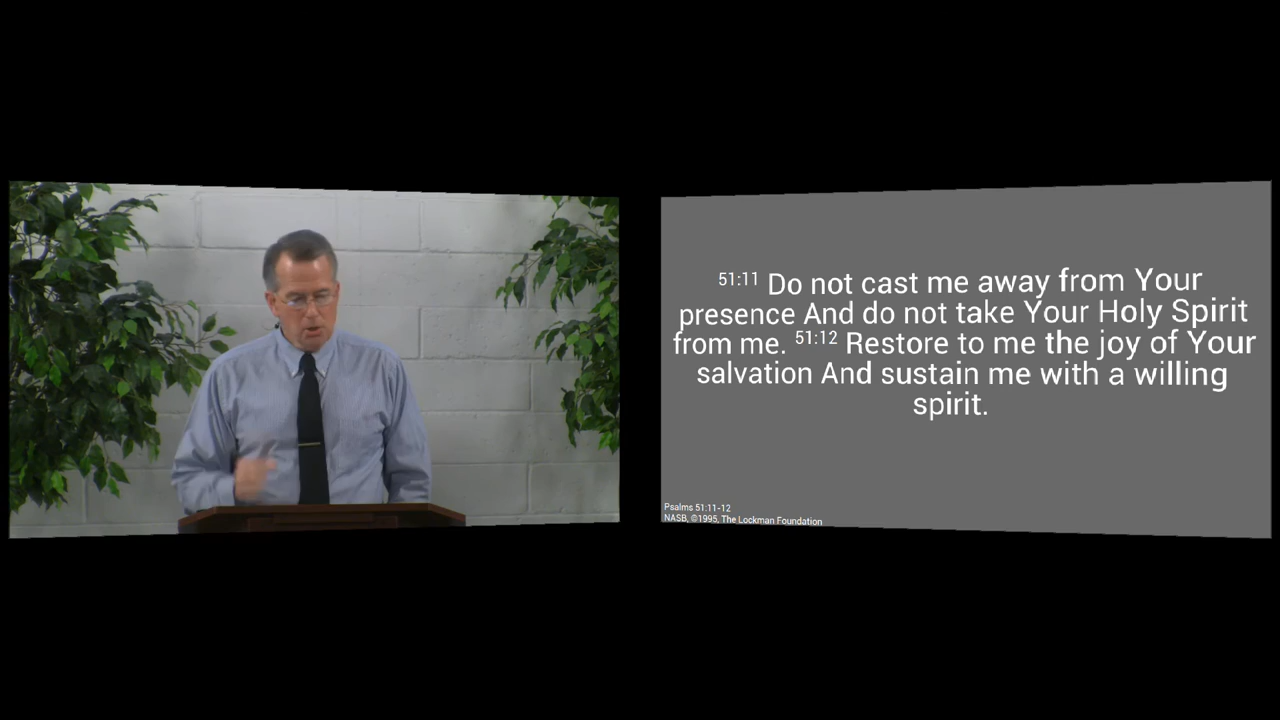 51:11 Do not cast me away from Your
presence And do not take Your Holy Spirit
from me. 51:12 Restore to me the joy of Your
salvation And sustain me with a willing
spirit.
Psalms 51:11-12
NASB, ©1995, The Lockman Foundation